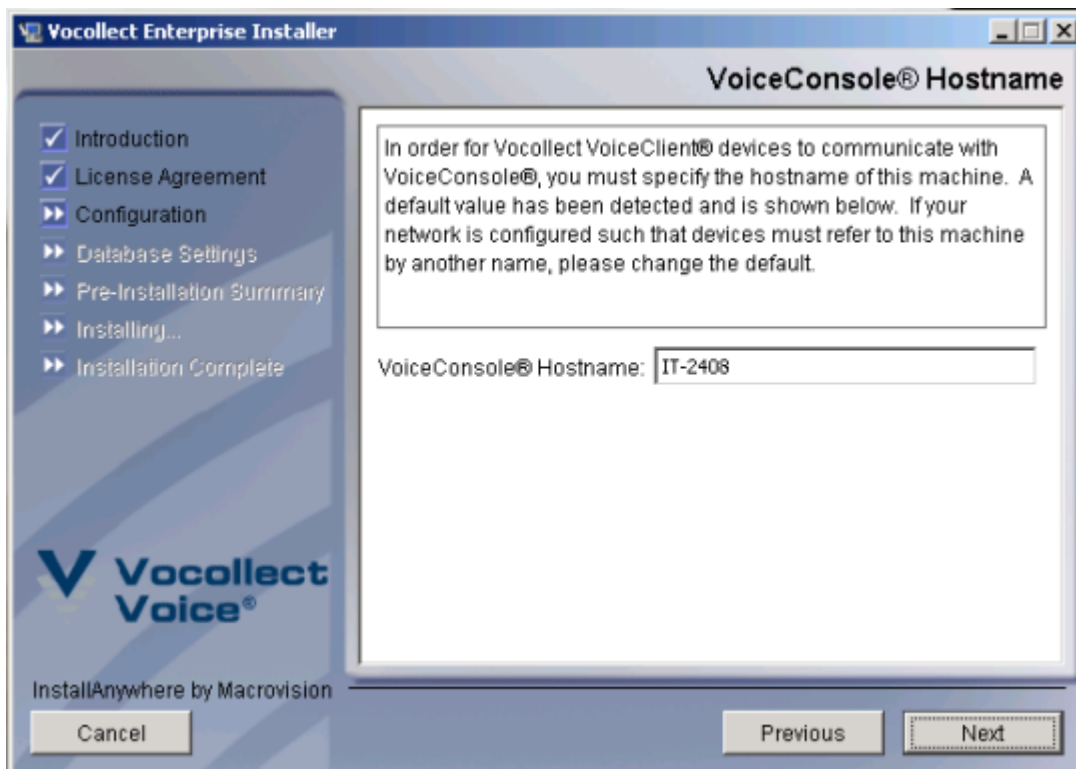 Vocollect Enterprise Installer
VoiceConsole® Hostname
Introduction
License Agreement
Configuration
Database Settings
Pre-Installation Summary
Installing...
Installation Complete
In order for Vocollect VoiceClient® devices to communicate with
VoiceConsole®, you must specify the hostname of this machine. A
default value has been detected and is shown below. If your
network is configured such that devices must refer to this machine
by another name, please change the default.
VoiceConsole® Hostname: IT-2408
Vocollect
Voice®
InstallAnywhere by Macrovision
Cancel Previous Next